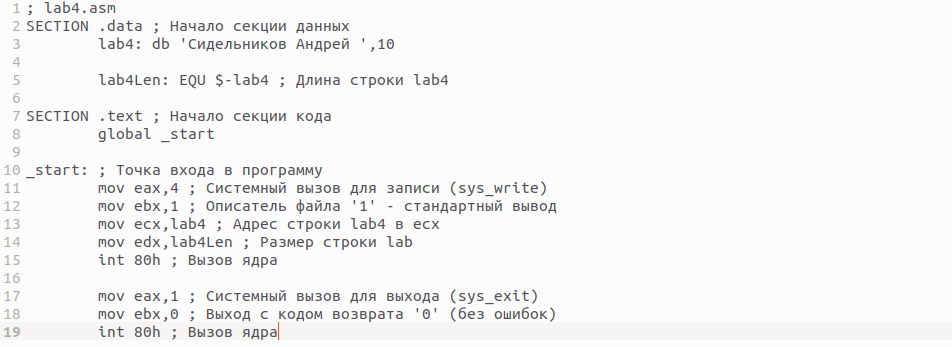 1 ; lab4.asm
2 SECTION .data ; Начало секции данных
3 lab4: db 'Сидельников Андрей ',10
4
5 lab4Len: EQU $-lab4 ; Длина строки lab4
6
7 SECTION .text ; Начало секции кода
8 global _start
9
10 _start: ; Точка входа в программу
11 mov eax,4 ; Системный вызов для записи (sys_write)
12 mov ebx,1 ; Описатель файла '1' - стандартный вывод
13 mov ecx,lab4 ; Адрес строки lab4 в ecx
14 mov edx,lab4Len ; Размер строки lab
15 int 80h ; Вызов ядра
16
17 mov eax,1 ; Системный вызов для выхода (sys_exit)
18 mov ebx,0 ; Выход с кодом возврата '0' (без ошибок)
19 int 80h ; Вызов ядра